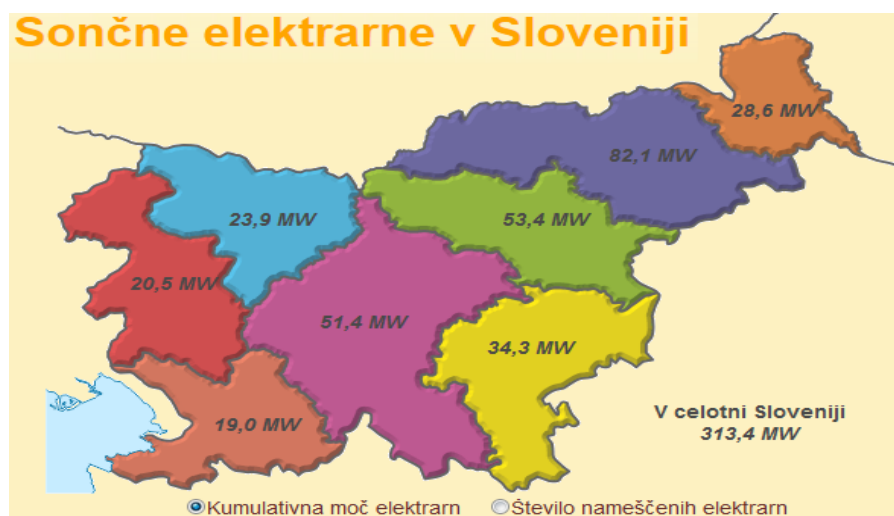 Sončne elektrarne v Sloveniji
28,6 MW
82,1 MW
23,9 MW
53,4 MW
20,5 MW
51,4 MW
34,3 MW
19,0 MW
V celotni Sloveniji
313,4 MW
Kumulativna moč elektrarn
Število nameščenih elektrarn